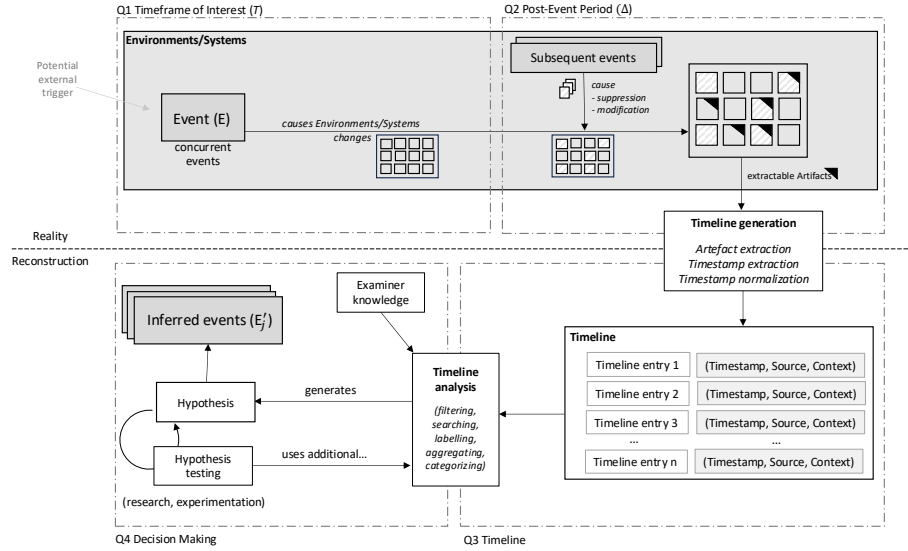 Q1 Timeframe of Interest (T)
Q2 Post-Event Period (Δ)
Environments/Systems
Potential
external
trigger
Event (E)
concurrent
events
causes Environments/Systems
changes
Subsequent events
cause
- suppression
- modification
extractable Artifacts
Reality
Reconstruction
Timeline generation
Artefact extraction
Timestamp extraction
Timestamp normalization
Timeline
Timeline entry 1 (Timestamp, Source, Context)
Timeline entry 2 (Timestamp, Source, Context)
Timeline entry 3 (Timestamp, Source, Context)
... ...
Timeline entry n (Timestamp, Source, Context)
Examiner
knowledge
Timeline
analysis
(filtering,
searching,
labelling,
aggregating,
categorizing)
Inferred events (E′j)
generates
Hypothesis
Hypothesis
testing
uses additional...
(research, experimentation)
Q4 Decision Making
Q3 Timeline